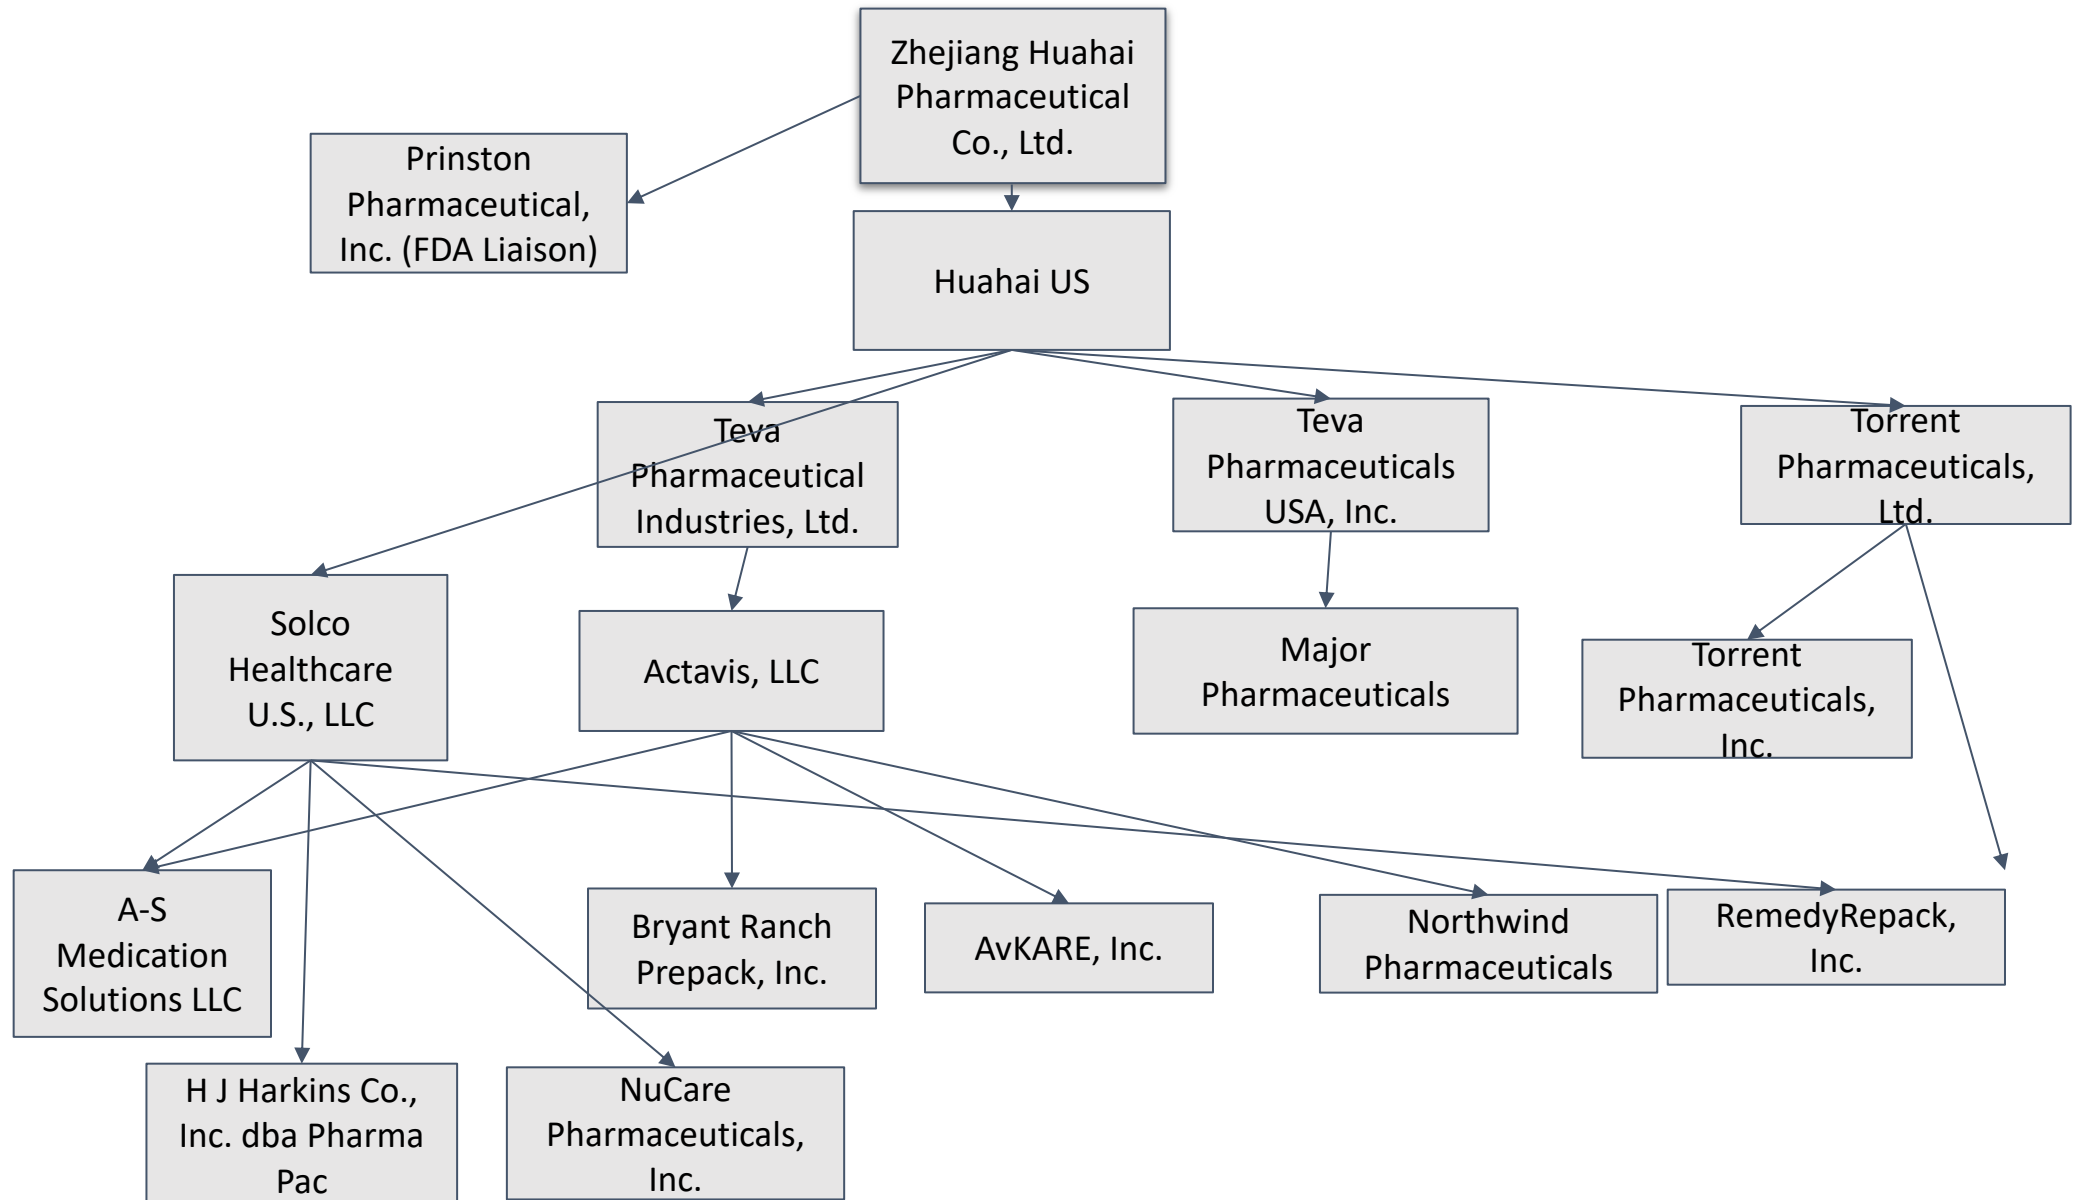 Zhejiang Huahai
Pharmaceutical
Co., Ltd.
Prinston
Pharmaceutical,
Inc. (FDA Liaison)
Huahai US
Teva
Pharmaceutical
Industries, Ltd.
Teva
Pharmaceuticals
USA, Inc.
Torrent
Pharmaceuticals,
Ltd.
Solco
Healthcare
U.S., LLC
Actavis, LLC
Major
Pharmaceuticals
Torrent
Pharmaceuticals,
Inc.
A-S
Medication
Solutions LLC
Bryant Ranch
Prepack, Inc.
AvKARE, Inc.
Northwind
Pharmaceuticals
RemedyRepack,
Inc.
H J Harkins Co.,
Inc. dba Pharma
Pac
NuCare
Pharmaceuticals,
Inc.